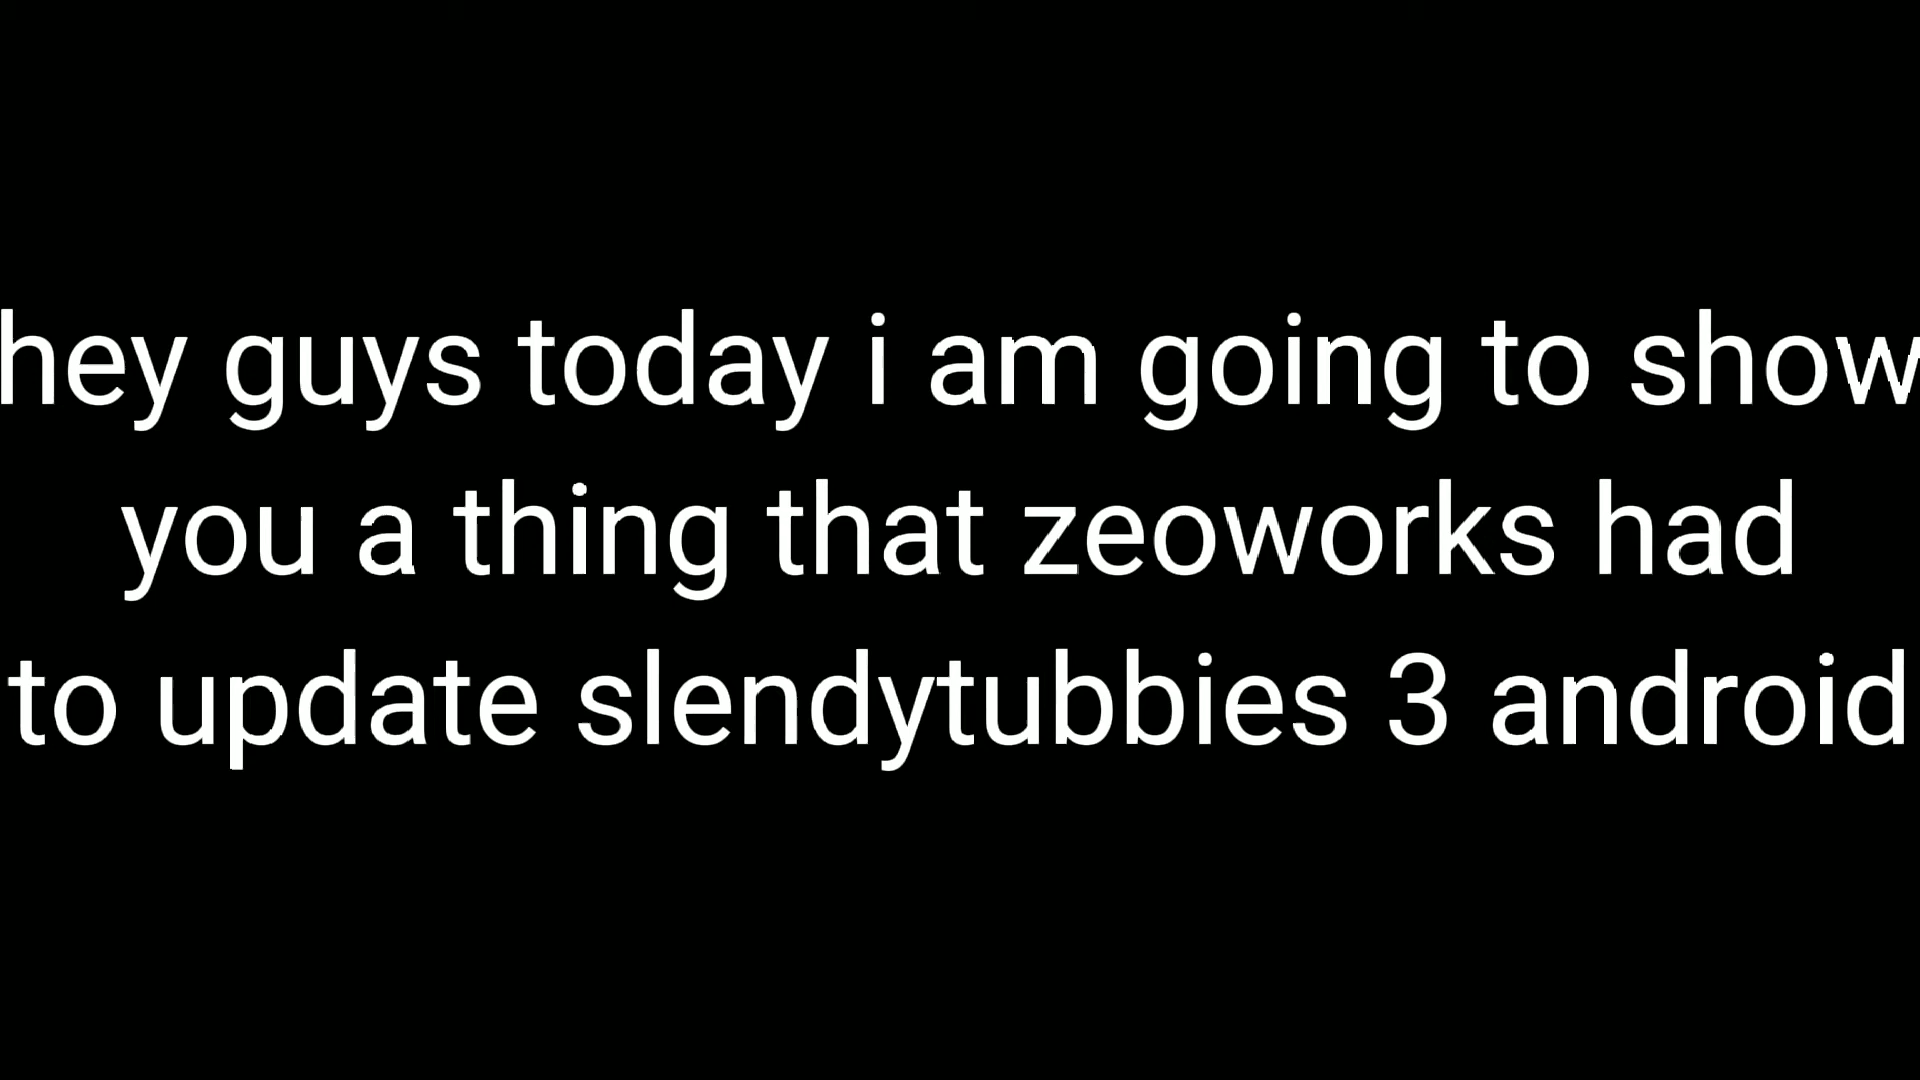 hey guys today i am going to show
you a thing that zeoworks had
to update slendytubbies 3 android